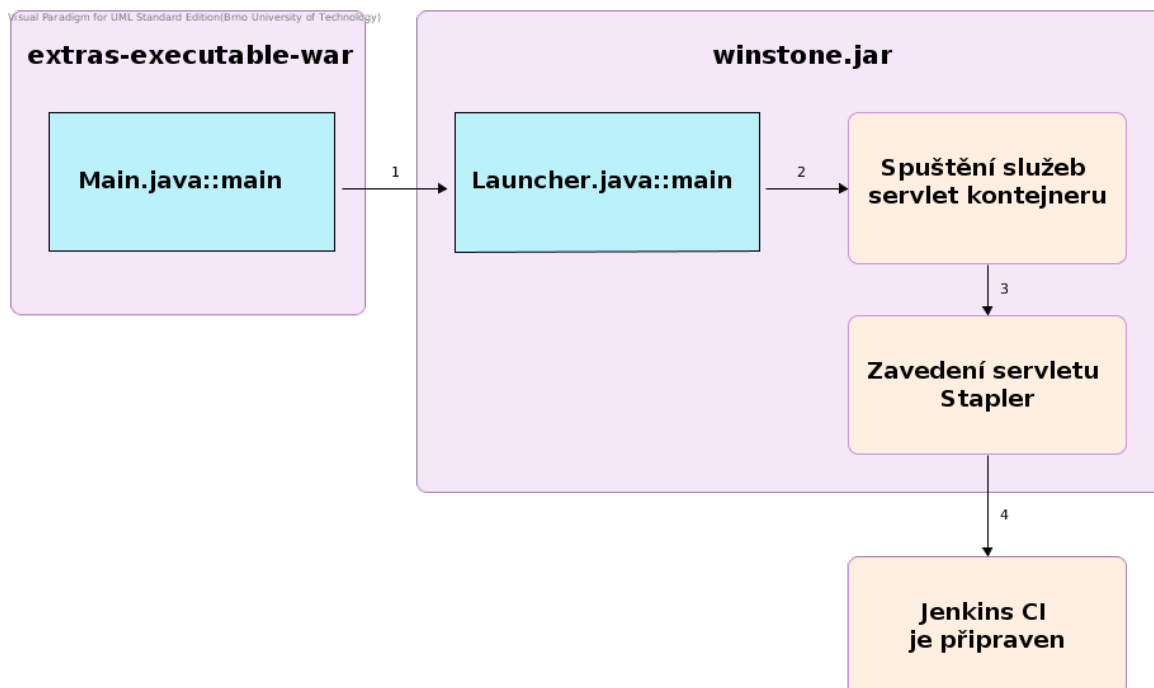 Visual Paradigm for UML Standard Edition(Brno University of Technology)
extras-executable-war
winstone.jar
Main.java::main
1
Launcher.java::main
2
Spuštění služeb
servlet kontejneru
3
Zavedení servletu
Stapler
4
Jenkins CI
je připraven